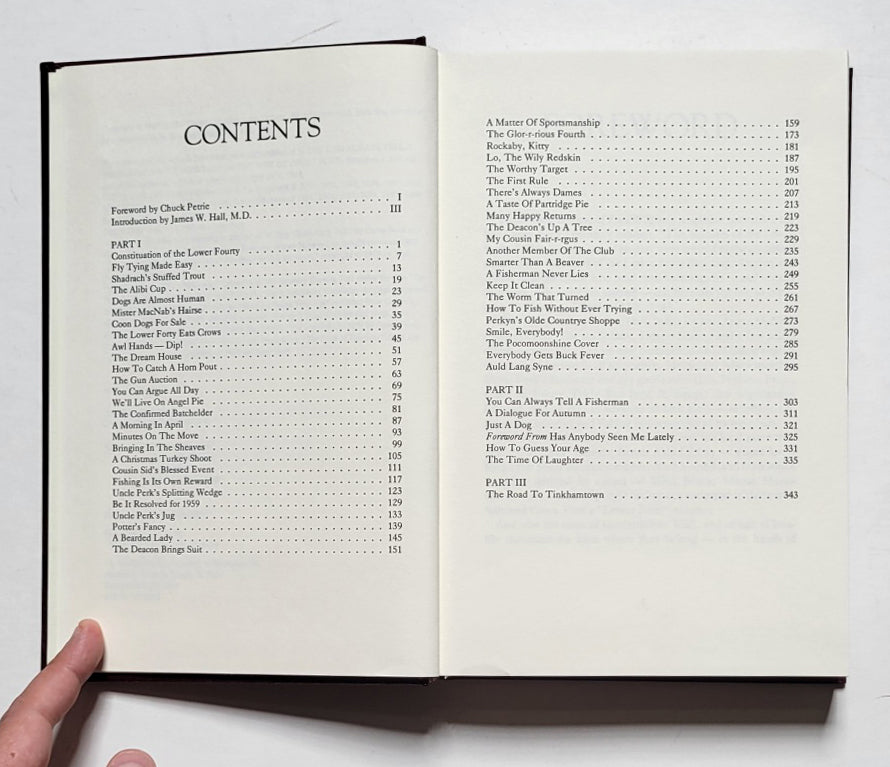 CONTENTS
Foreword by Chuck Petrie . . . . . . . . . . . . . . . . . . . . I
Introduction by James W. Hall, M.D. . . . . . . . . . . . . . . . . . . . . III
PART I
Constituation of the Lower Fourty . . . . . . . . . . . . . . . . . . . . 1
Fly Tying Made Easy . . . . . . . . . . . . . . . . . . . . 7
Shadrach's Stuffed Trout . . . . . . . . . . . . . . . . . . . . 13
The Alibi Cup . . . . . . . . . . . . . . . . . . . . 19
Dogs Are Almost Human . . . . . . . . . . . . . . . . . . . . 23
Mister MacNab's Hairse . . . . . . . . . . . . . . . . . . . . 29
Coon Dogs For Sale . . . . . . . . . . . . . . . . . . . . 35
The Lower Forty Eats Crows . . . . . . . . . . . . . . . . . . . . 39
Awl Hands — Dip! . . . . . . . . . . . . . . . . . . . . 45
The Dream House . . . . . . . . . . . . . . . . . . . . 51
How To Catch A Horn Pout . . . . . . . . . . . . . . . . . . . . 57
The Gun Auction . . . . . . . . . . . . . . . . . . . . 63
You Can Argue All Day . . . . . . . . . . . . . . . . . . . . 69
We'll Live On Angel Pie . . . . . . . . . . . . . . . . . . . . 75
The Confirmed Batchelder . . . . . . . . . . . . . . . . . . . . 81
A Morning In April . . . . . . . . . . . . . . . . . . . . 87
Minutes On The Move . . . . . . . . . . . . . . . . . . . . 93
Bringing In The Sheaves . . . . . . . . . . . . . . . . . . . . 99
A Christmas Turkey Shoot . . . . . . . . . . . . . . . . . . . . 105
Cousin Sid's Blessed Event . . . . . . . . . . . . . . . . . . . . 111
Fishing Is Its Own Reward . . . . . . . . . . . . . . . . . . . . 117
Uncle Perk's Splitting Wedge . . . . . . . . . . . . . . . . . . . . 123
Be It Resolved for 1959 . . . . . . . . . . . . . . . . . . . . 129
Uncle Perk's Jug . . . . . . . . . . . . . . . . . . . . 133
Potter's Fancy . . . . . . . . . . . . . . . . . . . . 139
A Bearded Lady . . . . . . . . . . . . . . . . . . . . 145
The Deacon Brings Suit . . . . . . . . . . . . . . . . . . . . 151
A Matter Of Sportsmanship . . . . . . . . . . . . . . . . . . . . 159
The Glor-r-rious Fourth . . . . . . . . . . . . . . . . . . . . 173
Rockaby, Kitty . . . . . . . . . . . . . . . . . . . . 181
Lo, The Wily Redskin . . . . . . . . . . . . . . . . . . . . 187
The Worthy Target . . . . . . . . . . . . . . . . . . . . 195
The First Rule . . . . . . . . . . . . . . . . . . . . 201
There's Always Dames . . . . . . . . . . . . . . . . . . . . 207
A Taste Of Partridge Pie . . . . . . . . . . . . . . . . . . . . 213
Many Happy Returns . . . . . . . . . . . . . . . . . . . . 219
The Deacon's Up A Tree . . . . . . . . . . . . . . . . . . . . 223
My Cousin Fair-r-rgus . . . . . . . . . . . . . . . . . . . . 229
Another Member Of The Club . . . . . . . . . . . . . . . . . . . . 235
Smarter Than A Beaver . . . . . . . . . . . . . . . . . . . . 243
A Fisherman Never Lies . . . . . . . . . . . . . . . . . . . . 249
Keep It Clean . . . . . . . . . . . . . . . . . . . . 255
The Worm That Turned . . . . . . . . . . . . . . . . . . . . 261
How To Fish Without Ever Trying . . . . . . . . . . . . . . . . . . . . 267
Perkyn's Olde Countrye Shoppe . . . . . . . . . . . . . . . . . . . . 273
Smile, Everybody! . . . . . . . . . . . . . . . . . . . . 279
The Pocomoonshine Cover . . . . . . . . . . . . . . . . . . . . 285
Everybody Gets Buck Fever . . . . . . . . . . . . . . . . . . . . 291
Auld Lang Syne . . . . . . . . . . . . . . . . . . . . 295
PART II
You Can Always Tell A Fisherman . . . . . . . . . . . . . . . . . . . . 303
A Dialogue For Autumn . . . . . . . . . . . . . . . . . . . . 311
Just A Dog . . . . . . . . . . . . . . . . . . . . 321
Foreword From Has Anybody Seen Me Lately . . . . . . . . . . . . . . 325
How To Guess Your Age . . . . . . . . . . . . . . . . . . . . 331
The Time Of Laughter . . . . . . . . . . . . . . . . . . . . 335
PART III
The Road To Tinkhamtown . . . . . . . . . . . . . . . . . . . . 343